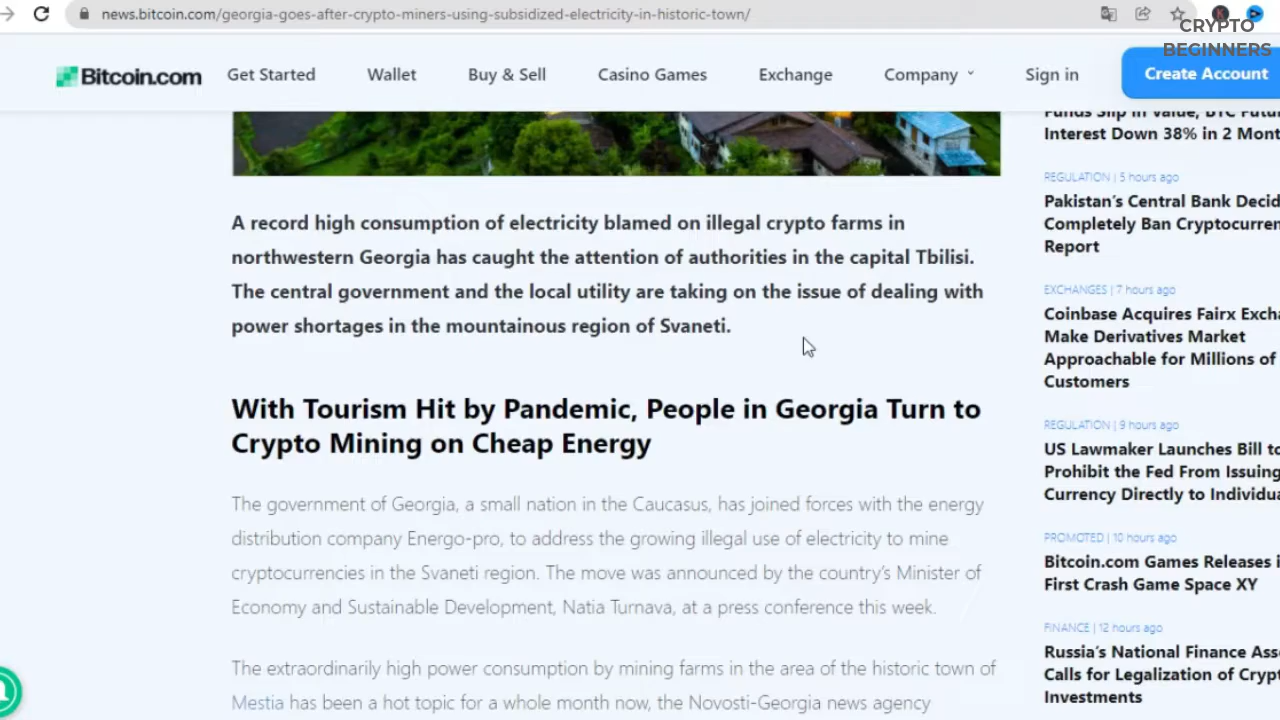 news.bitcoin.com/georgia-goes-after-crypto-miners-using-subsidized-electricity-in-historic-town/
CRYPTO
BEGINNERS
Bitcoin.com Get Started Wallet Buy & Sell Casino Games Exchange Company Sign in Create Account
A record high consumption of electricity blamed on illegal crypto farms in
northwestern Georgia has caught the attention of authorities in the capital Tbilisi.
The central government and the local utility are taking on the issue of dealing with
power shortages in the mountainous region of Svaneti.
With Tourism Hit by Pandemic, People in Georgia Turn to
Crypto Mining on Cheap Energy
The government of Georgia, a small nation in the Caucasus, has joined forces with the energy
distribution company Energo-pro, to address the growing illegal use of electricity to mine
cryptocurrencies in the Svaneti region. The move was announced by the country's Minister of
Economy and Sustainable Development, Natia Turnava, at a press conference this week.
The extraordinarily high power consumption by mining farms in the area of the historic town of
Mestia has been a hot topic for a whole month now, the Novosti-Georgia news agency
Funds Slip in Value, BTC Futu
Interest Down 38% in 2 Mont
REGULATION | 5 hours ago
Pakistan's Central Bank Decid
Completely Ban Cryptocurren
Report
EXCHANGES | 7 hours ago
Coinbase Acquires Fairx Excha
Make Derivatives Market
Approachable for Millions of
Customers
REGULATION | 9 hours ago
US Lawmaker Launches Bill to
Prohibit the Fed From Issuing
Currency Directly to Individua
PROMOTED | 10 hours ago
Bitcoin.com Games Releases i
First Crash Game Space XY
FINANCE | 12 hours ago
Russia's National Finance Asso
Calls for Legalization of Crypt
Investments